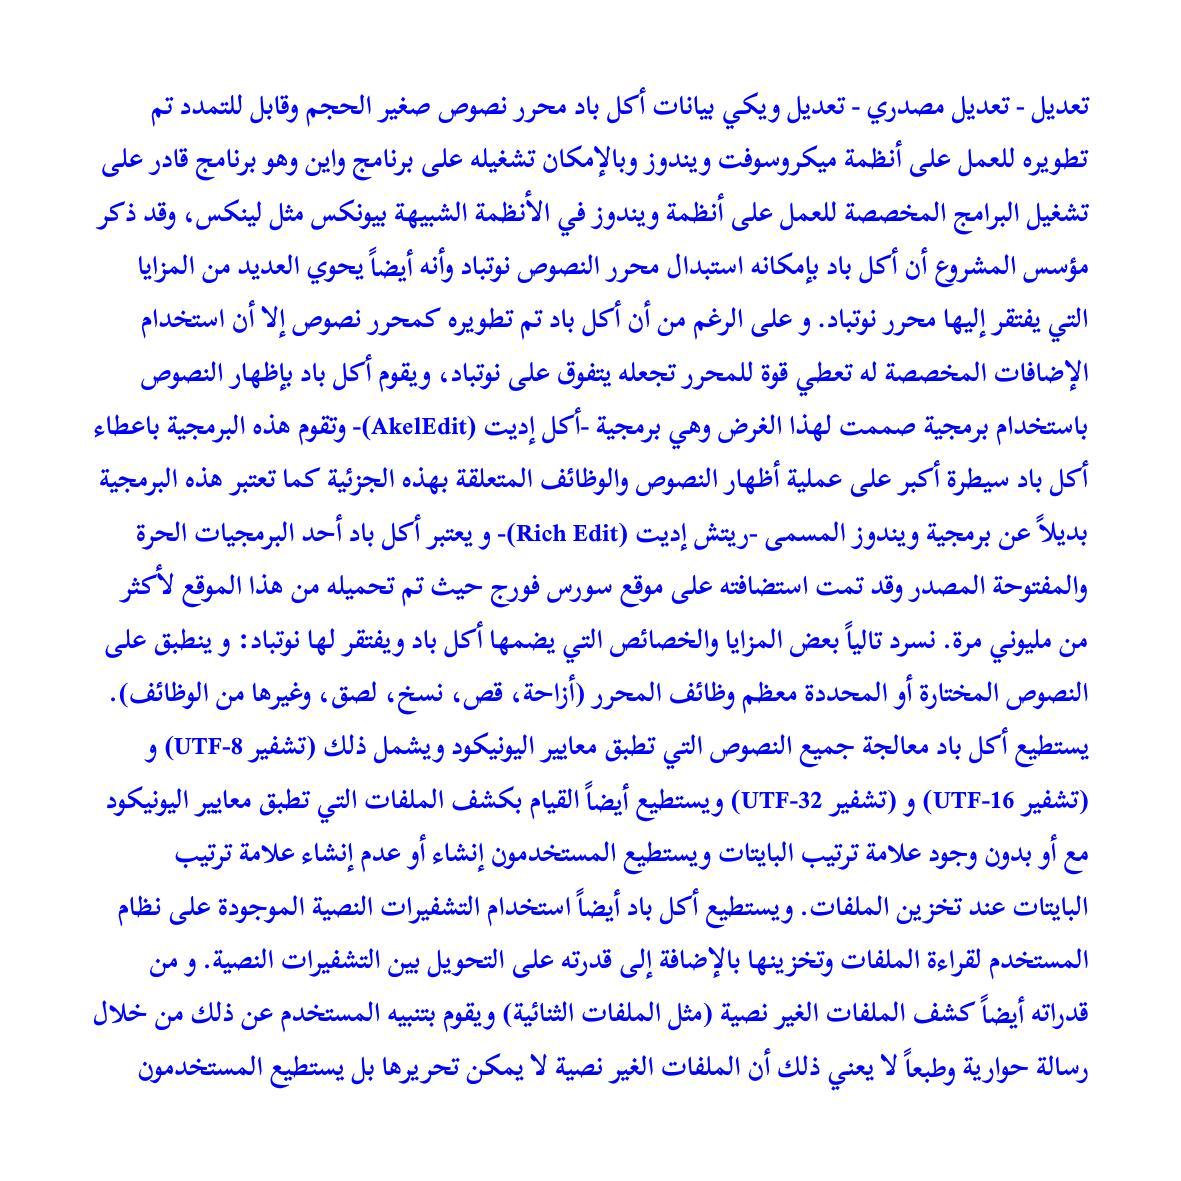 تعديل - تعديل مصدري - تعديل ويكي بيانات أكل باد محرر نصوص صغير الحجم وقابل للتمدد تم
تطويره للعمل على أنظمة ميكروسوفت ويندوز وبالإمكان تشغيله على برنامج واين وهو برنامج قادر على
تشغيل البرامج المخصصة للعمل على أنظمة ويندوز في الأنظمة الشبيهة بيونكس مثل لينكس، وقد ذكر
مؤسس المشروع أن أكل باد بإمكانه استبدال محرر النصوص نوتباد وأنه أيضاً يحوي العديد من المزايا
التي يفتقر إليها محرر نوتباد. و على الرغم من أن أكل باد تم تطويره كمحرر نصوص إلا أن استخدام
الإضافات المخصصة له تعطي قوة للمحرر تجعله يتفوق على نوتباد، ويقوم أكل باد بإظهار النصوص
باستخدام برمجية صممت لهذا الغرض وهي برمجية -أكل إديت (AkelEdit)- وتقوم هذه البرمجية باعطاء
أكل باد سيطرة أكبر على عملية أظهار النصوص والوظائف المتعلقة بهذه الجزئية كما تعتبر هذه البرمجية
بديلاً عن برمجية ويندوز المسمى -ريتش إديت (Rich Edit)- و يعتبر أكل باد أحد البرمجيات الحرة
والمفتوحة المصدر وقد تمت استضافته على موقع سورس فورج حيث تم تحميله من هذا الموقع لأكثر
من مليوني مرة. نسرد تالياً بعض المزايا والخصائص التي يضمها أكل باد ويفتقر لها نوتباد: و ينطبق على
النصوص المختارة أو المحددة معظم وظائف المحرر (أزاحة، قص، نسخ، لصق، وغيرها من الوظائف).
يستطيع أكل باد معالجة جميع النصوص التي تطبق معايير اليونيكود ويشمل ذلك (تشفير UTF-8) و
(تشفير UTF-16) و (تشفير UTF-32) ويستطيع أيضاً القيام بكشف الملفات التي تطبق معايير اليونيكود
مع أو بدون وجود علامة ترتيب البايتات ويستطيع المستخدمون إنشاء أو عدم إنشاء علامة ترتيب
البايتات عند تخزين الملفات. ويستطيع أكل باد أيضاً استخدام التشفيرات النصية الموجودة على نظام
المستخدم لقراءة الملفات وتخزينها بالإضافة إلى قدرته على التحويل بين التشفيرات النصية. و من
قدراته أيضاً كشف الملفات الغير نصية (مثل الملفات الثنائية) ويقوم بتنبيه المستخدم عن ذلك من خلال
رسالة حوارية وطبعاً لا يعني ذلك أن الملفات الغير نصية لا يمكن تحريرها بل يستطيع المستخدمون